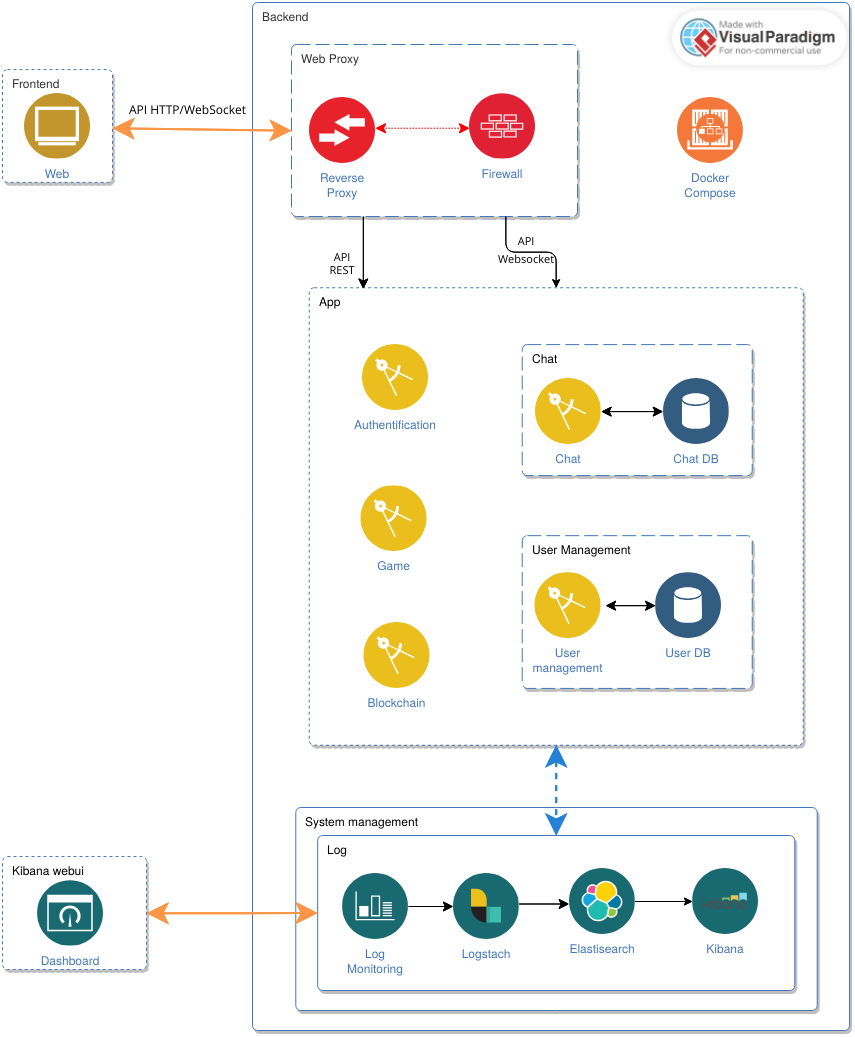 Backend
Made with
VisualParadigm
For non-commercial use
Web Proxy
Frontend
API HTTP/WebSocket
Web
Reverse
Proxy
Firewall
Docker
Compose
API
REST
API
Websocket
App
Authentification
Chat
Chat
Chat DB
Game
User Management
User
management
User DB
Blockchain
System management
Log
Kibana webui
Dashboard
Log
Monitoring
Logstach
Elastisearch
Kibana